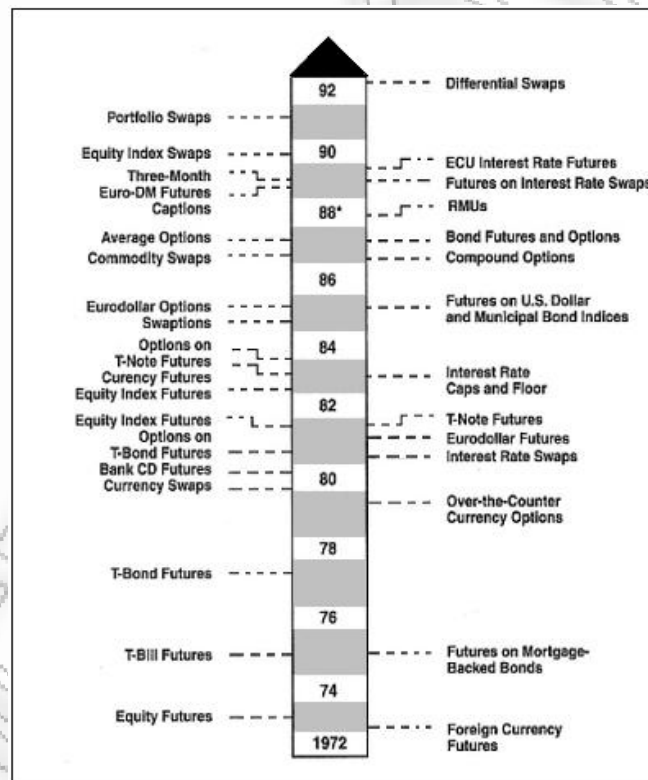 92
Differential Swaps
Portfolio Swaps
Equity Index Swaps
90
ECU Interest Rate Futures
Three-Month
Euro-DM Futures
Futures on Interest Rate Swaps
Captions
88*
RMUs
Average Options
Bond Futures and Options
Commodity Swaps
Compound Options
86
Eurodollar Options
Futures on U.S. Dollar
and Municipal Bond Indices
Swaptions
Options on
T-Note Futures
84
Curency Futures
Interest Rate
Caps and Floor
Equity Index Futures
82
Equity Index Futures
T-Note Futures
Options on
T-Bond Futures
Eurodollar Futures
Interest Rate Swaps
Bank CD Futures
80
Currency Swaps
Over-the-Counter
Currency Options
78
T-Bond Futures
76
T-Bill Futures
Futures on Mortgage-
Backed Bonds
74
Equity Futures
Foreign Currency
Futures
1972